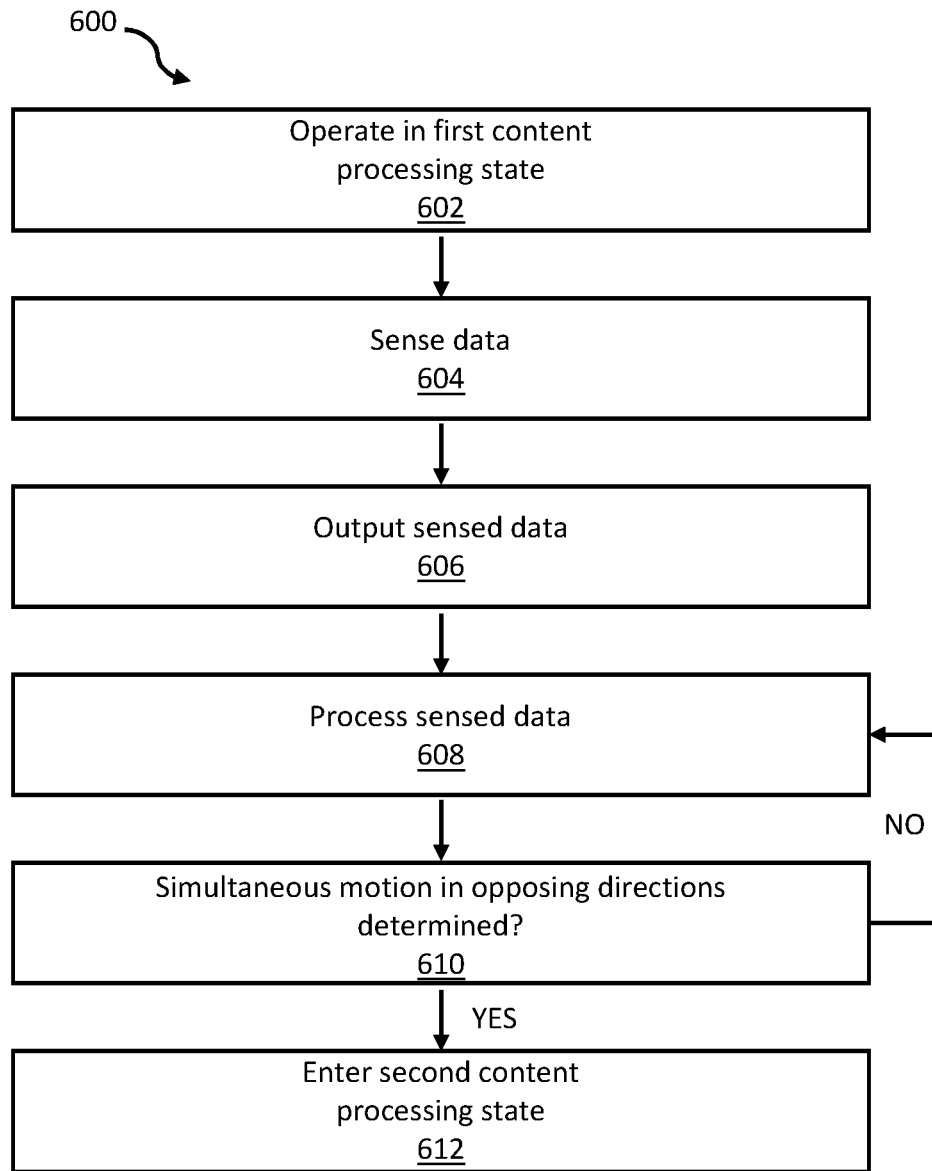 600
Operate in first content
processing state
602
Sense data
604
Output sensed data
606
Process sensed data
608
NO
Simultaneous motion in opposing directions
determined?
610
YES
Enter second content
processing state
612